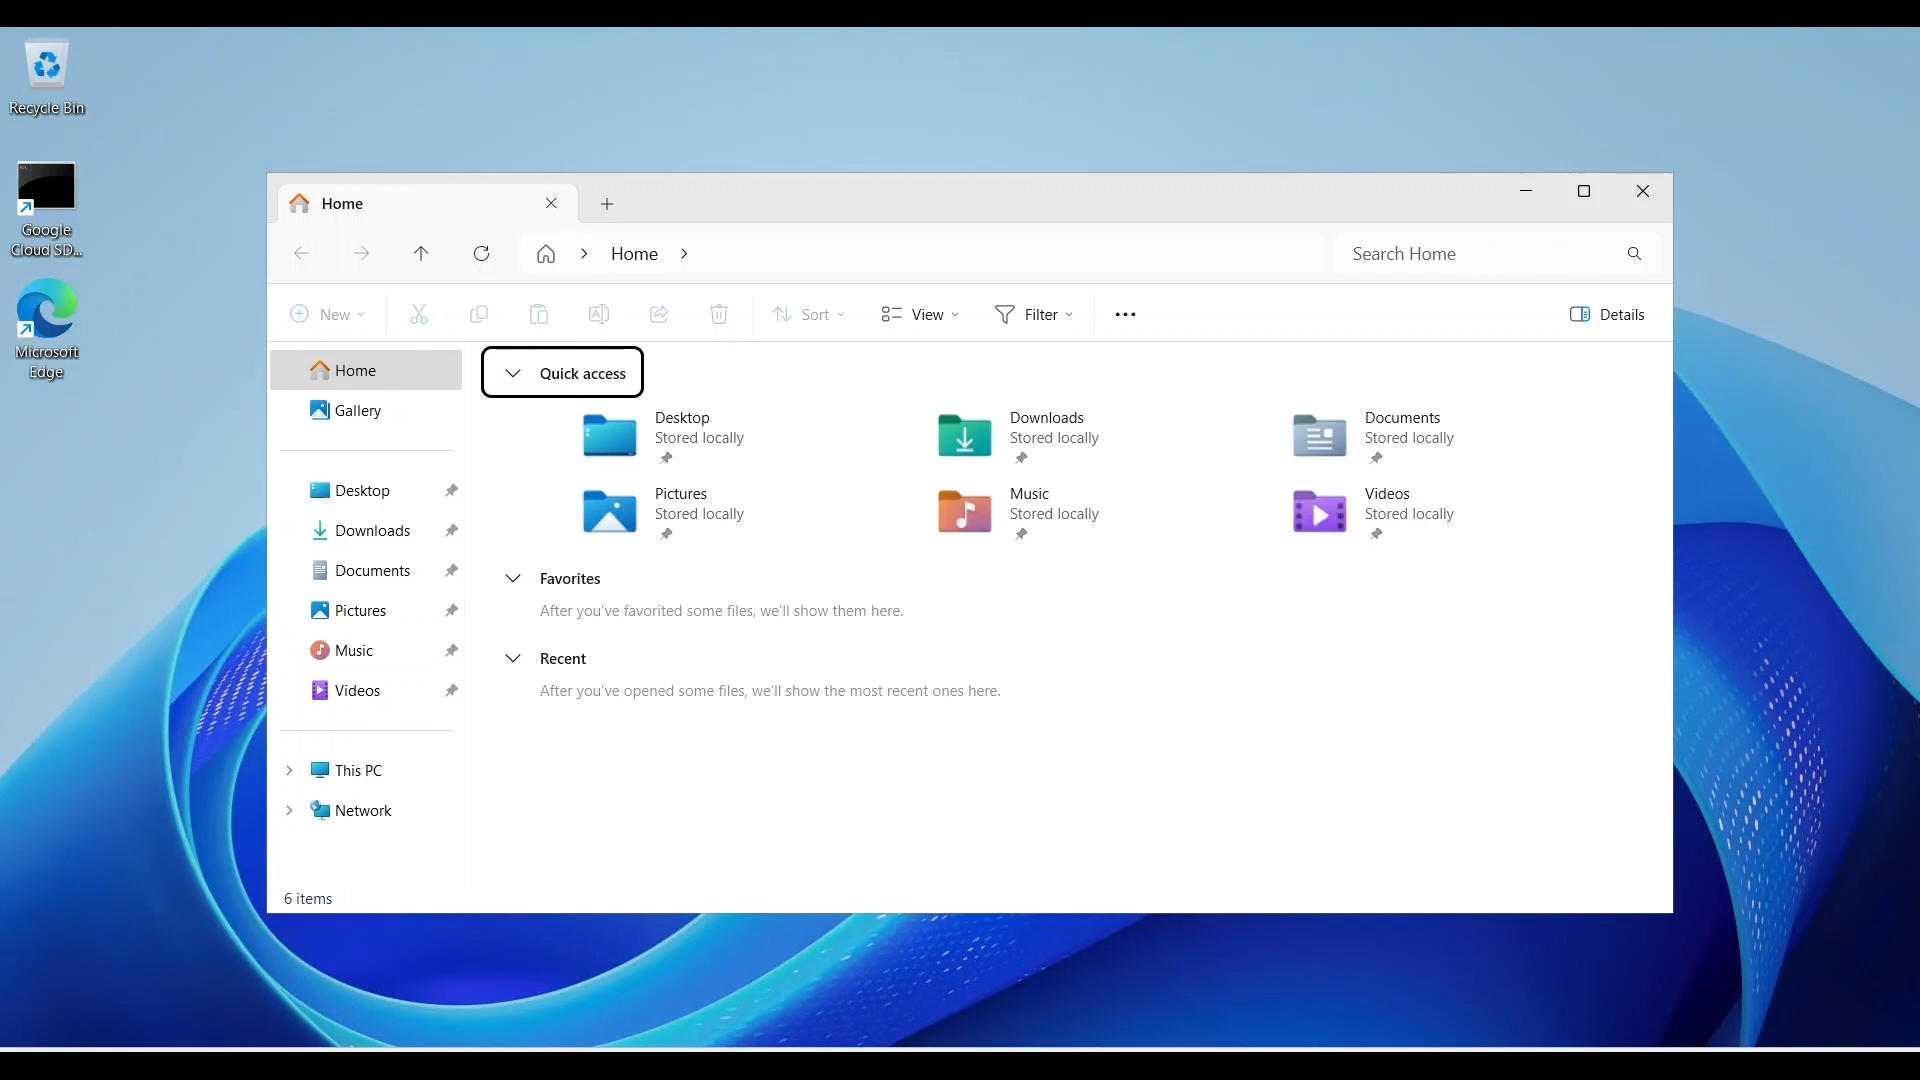 Recycle Bin
Google
Cloud SD...
Microsoft
Edge
Home
Home
Search Home
New
Sort
View
Filter
Details
Home
Gallery
Desktop
Downloads
Documents
Pictures
Music
Videos
This PC
Network
Quick access
Desktop
Stored locally
Downloads
Stored locally
Documents
Stored locally
Pictures
Stored locally
Music
Stored locally
Videos
Stored locally
Favorites
After you've favorited some files, we'll show them here.
Recent
After you've opened some files, we'll show the most recent ones here.
6 items